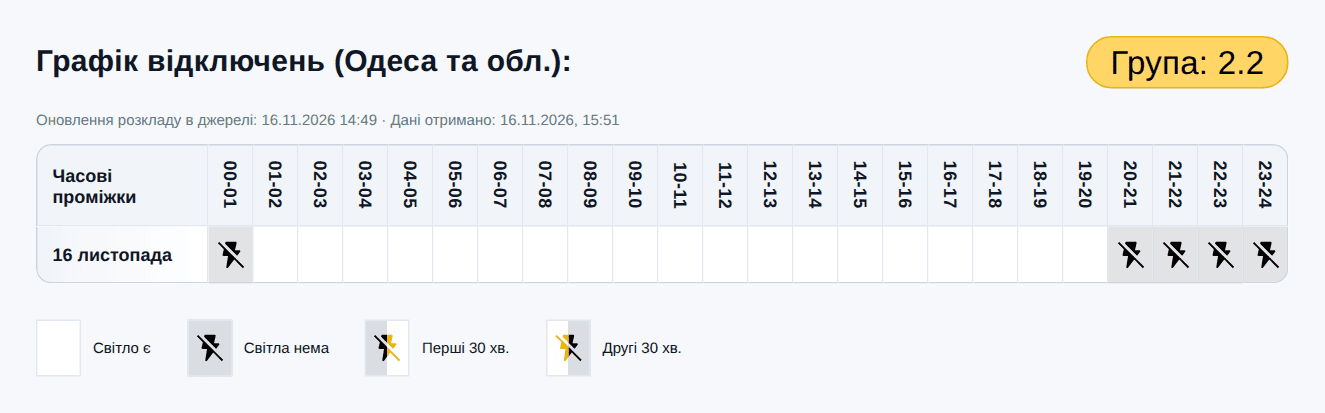 Графік відключень (Одеса та обл.):
Група: 2.2
Оновлення розкладу в джерелі: 16.11.2026 14:49 · Дані отримано: 16.11.2026, 15:51
Часові
проміжки
00-01
01-02
02-03
03-04
04-05
05-06
06-07
07-08
08-09
09-10
10-11
11-12
12-13
13-14
14-15
15-16
16-17
17-18
18-19
19-20
20-21
21-22
22-23
23-24
16 листопада
Світло є
Світла нема
Перші 30 хв.
Другі 30 хв.